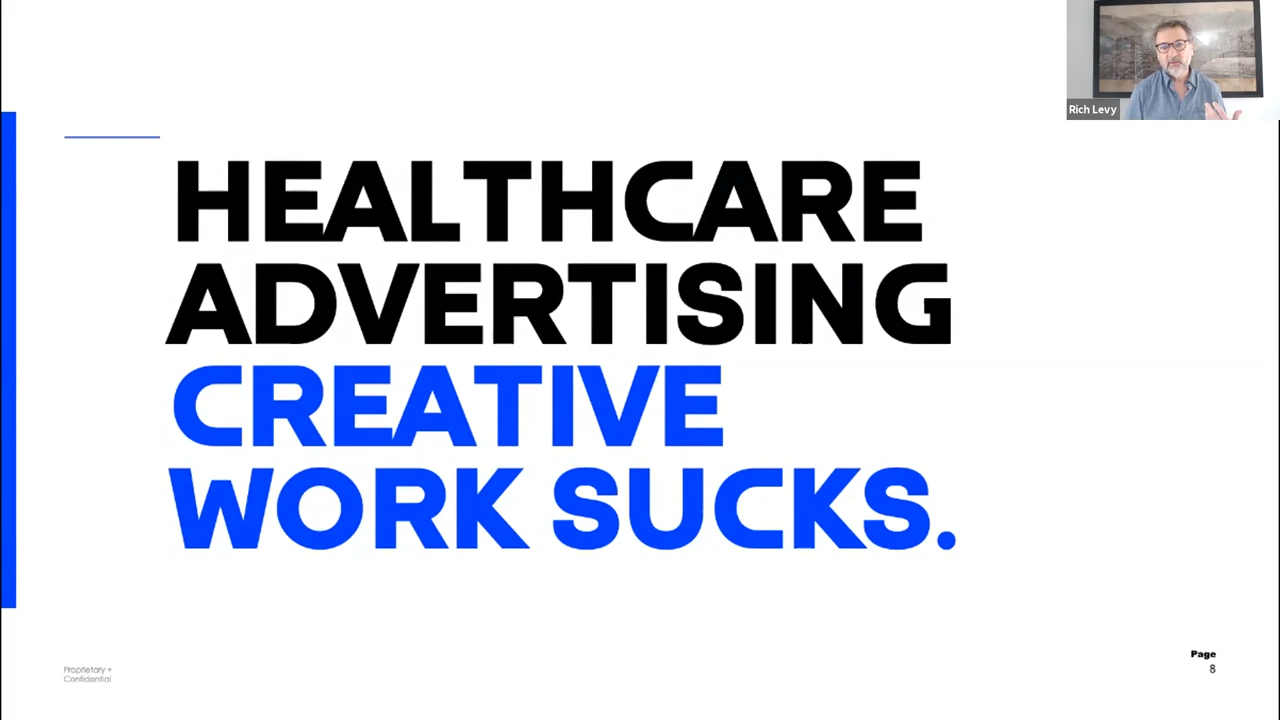 Rich Levy
HEALTHCARE
ADVERTISING
CREATIVE
WORK SUCKS.
Proprietary +
Confidential
Page
8